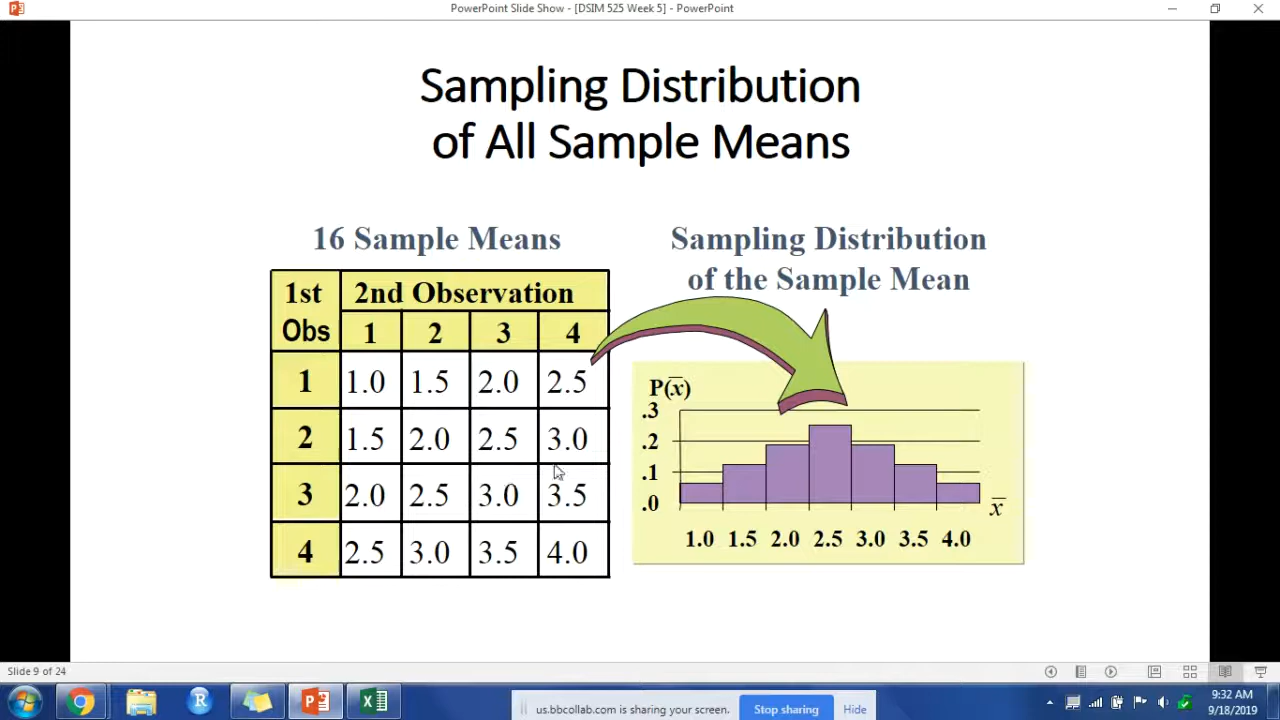 PowerPoint Slide Show - [DSIM 525 Week 5] - PowerPoint
Sampling Distribution
of All Sample Means
16 Sample Means
1st Obs 2nd Observation
1 2 3 4
1 1.0 1.5 2.0 2.5
2 1.5 2.0 2.5 3.0
3 2.0 2.5 3.0 3.5
4 2.5 3.0 3.5 4.0
Sampling Distribution
of the Sample Mean
P(x̅)
.3
.2
.1
.0
x̅
1.0 1.5 2.0 2.5 3.0 3.5 4.0
Slide 9 of 24
R
us.bbcollab.com is sharing your screen. Stop sharing Hide
9:32 AM
9/18/2019